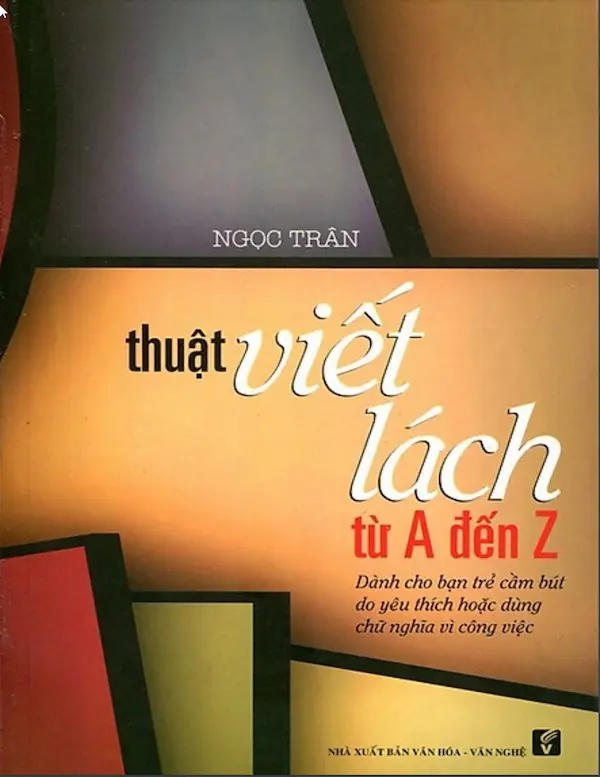 NGỌC TRÂN
thuật viết
lách
từ A đến Z
Dành cho bạn trẻ cầm bút
do yêu thích hoặc dùng
chữ nghĩa vì công việc
NHÀ XUẤT BẢN VĂN HÓA - VĂN NGHỆ